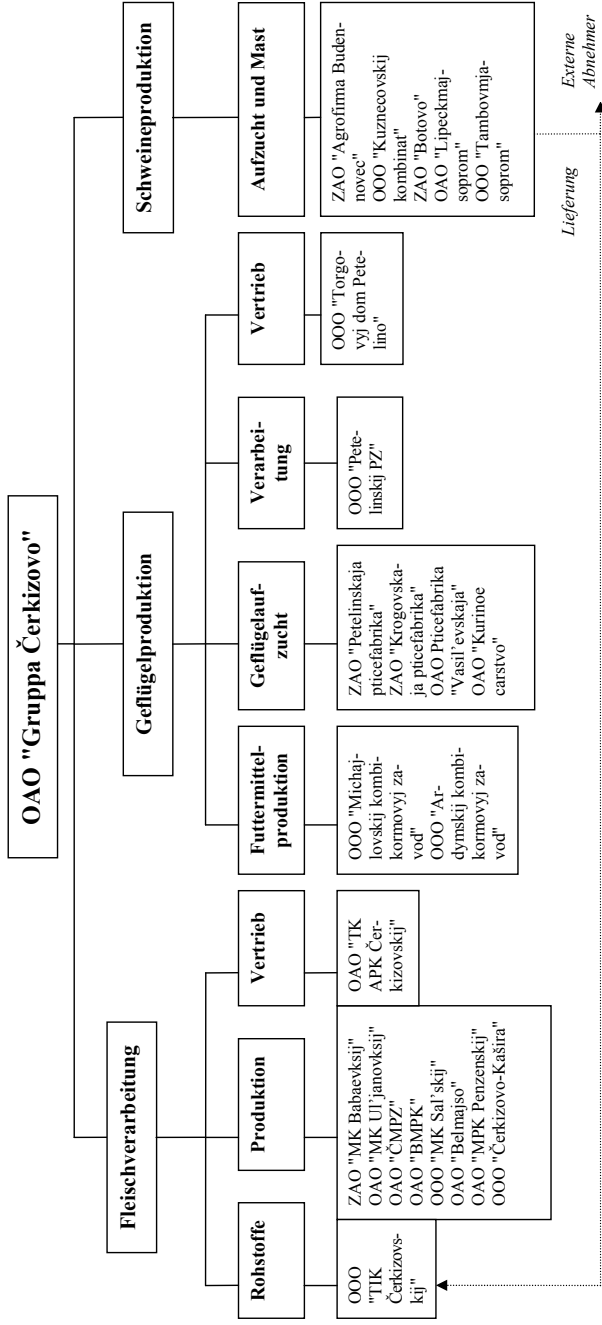 OAO "Gruppa Čerkizovo"
Fleischverarbeitung
Geflügelproduktion
Schweineproduktion
Rohstoffe
Produktion
Vertrieb
Futtermittel-
produktion
Geflügelauf-
zucht
Verarbei-
tung
Vertrieb
Aufzucht und Mast
OOO
"TIK
Čerkizovs-
kij"
ZAO "MK Babaevksij"
OAO "MK Ul’janovksij"
OAO "ČMPZ"
OAO "BMPK"
OOO "MK Sal’skij"
OAO "Belmajso"
OAO "MPK Penzenskij"
OOO "Čerkizovo-Kašira"
OAO "TK
APK Čer-
kizovskij"
OOO "Michaj-
lovskij kombi-
kormovyj za-
vod"
OOO "Ar-
dymskij kombi-
kormovyj za-
vod"
ZAO "Petelinskaja
pticefabrika"
ZAO "Krogovska-
ja pticefabrika"
OAO Pticefabrika
"Vasil’evskaja"
OAO "Kurinoe
carstvo"
OOO "Pete-
linskij PZ"
OOO "Torgo-
vyj dom Pete-
lino"
ZAO "Agrofirma Buden-
novec"
OOO "Kuznecovskij
kombinat"
ZAO "Botovo"
OAO "Lipeckmaj-
soprom"
OOO "Tambovmja-
soprom"
Lieferung
Externe
Abnehmer